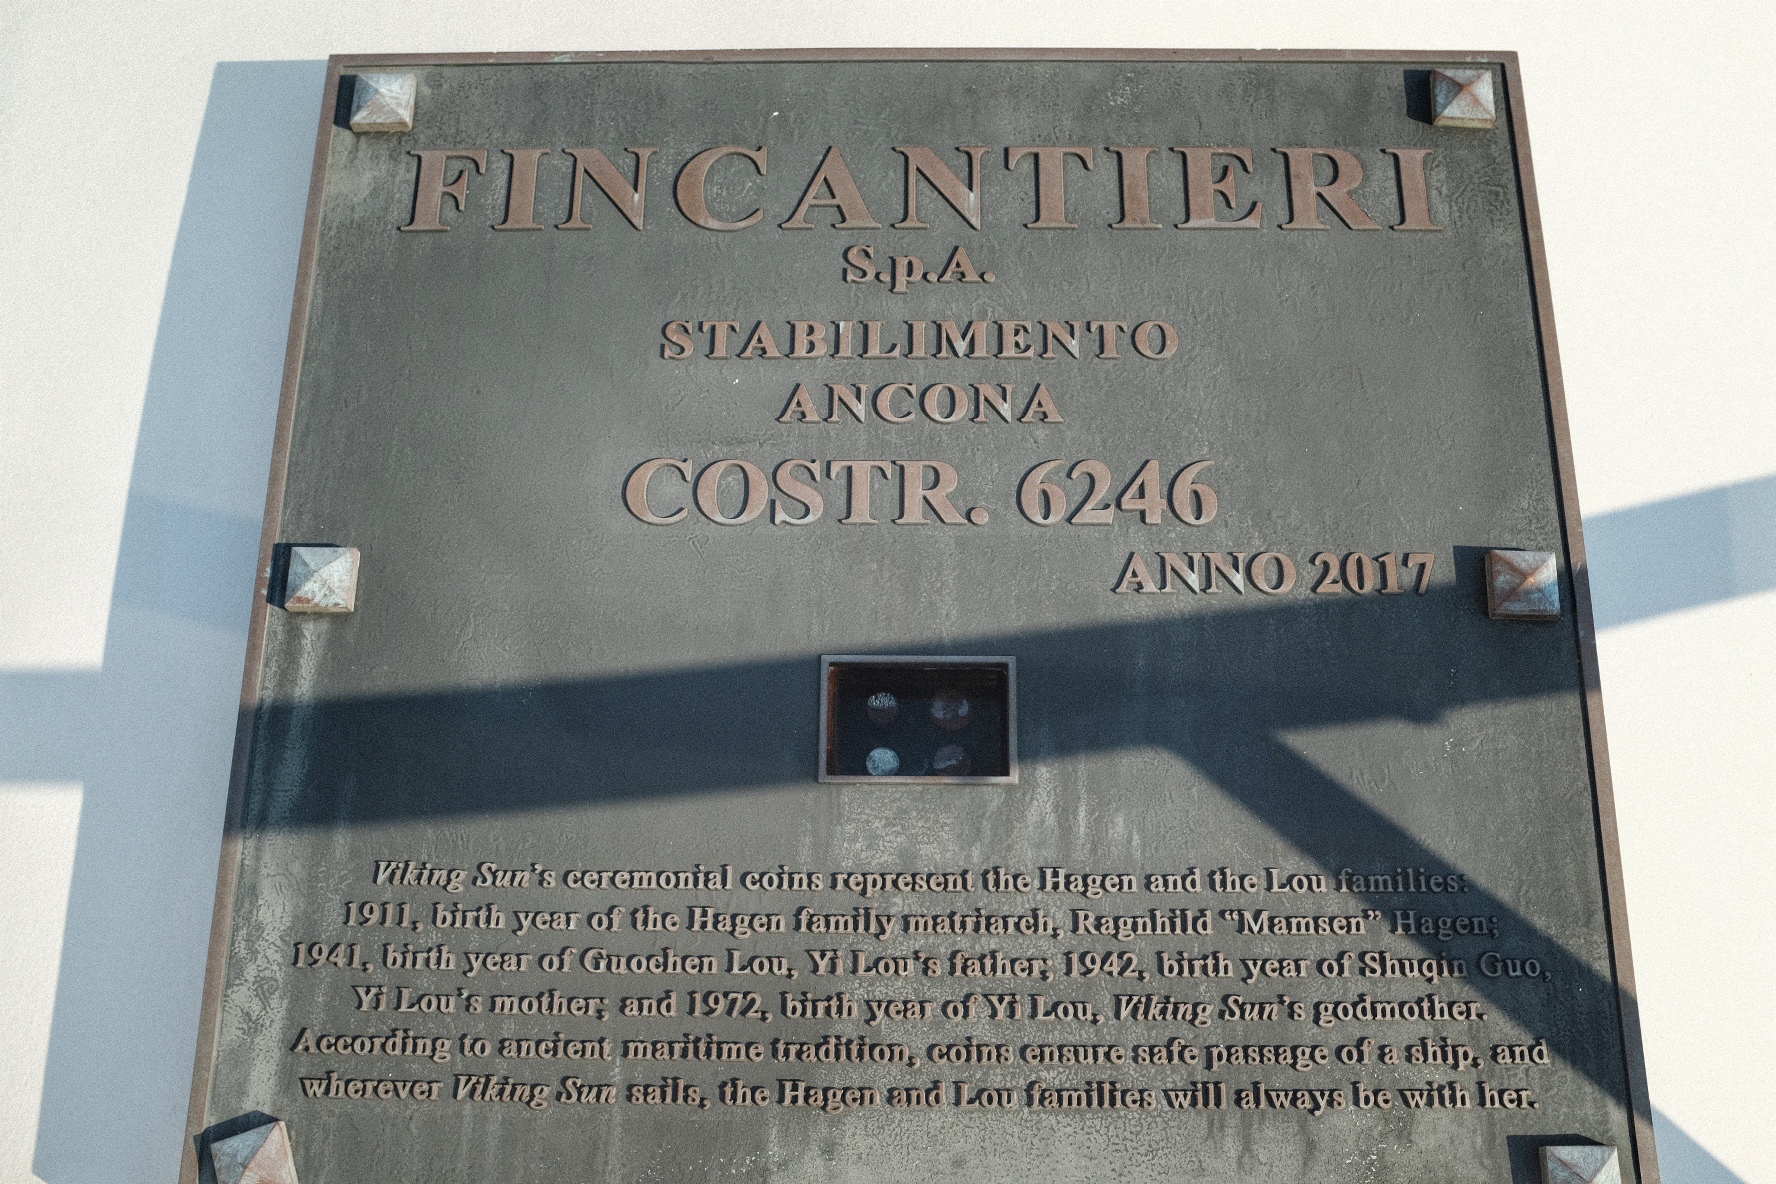 FINCANTIERI
S.p.A.
STABILIMENTO
ANCONA
COSTR. 6246
ANNO 2017
Viking Sun's ceremonial coins represent the Hagen and the Lou families:
1911, birth year of the Hagen family matriarch, Ragnhild “Mamsen” Hagen;
1941, birth year of Guochen Lou, Yi Lou's father; 1942, birth year of Shuqin Guo,
Yi Lou's mother; and 1972, birth year of Yi Lou, Viking Sun's godmother.
According to ancient maritime tradition, coins ensure safe passage of a ship, and
wherever Viking Sun sails, the Hagen and Lou families will always be with her.